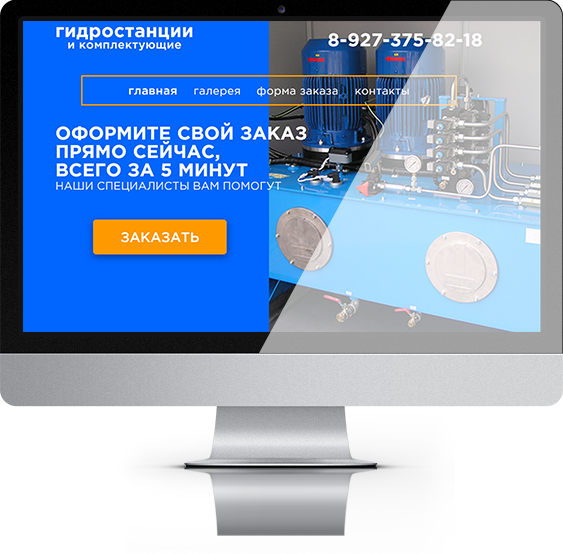 гидростанции
и комплектующие
8-927-375-82-18
главная галерея форма заказа контакты
ОФОРМИТЕ СВОЙ ЗАКАЗ
ПРЯМО СЕЙЧАС,
ВСЕГО ЗА 5 МИНУТ
НАШИ СПЕЦИАЛИСТЫ ВАМ ПОМОГУТ
ЗАКАЗАТЬ